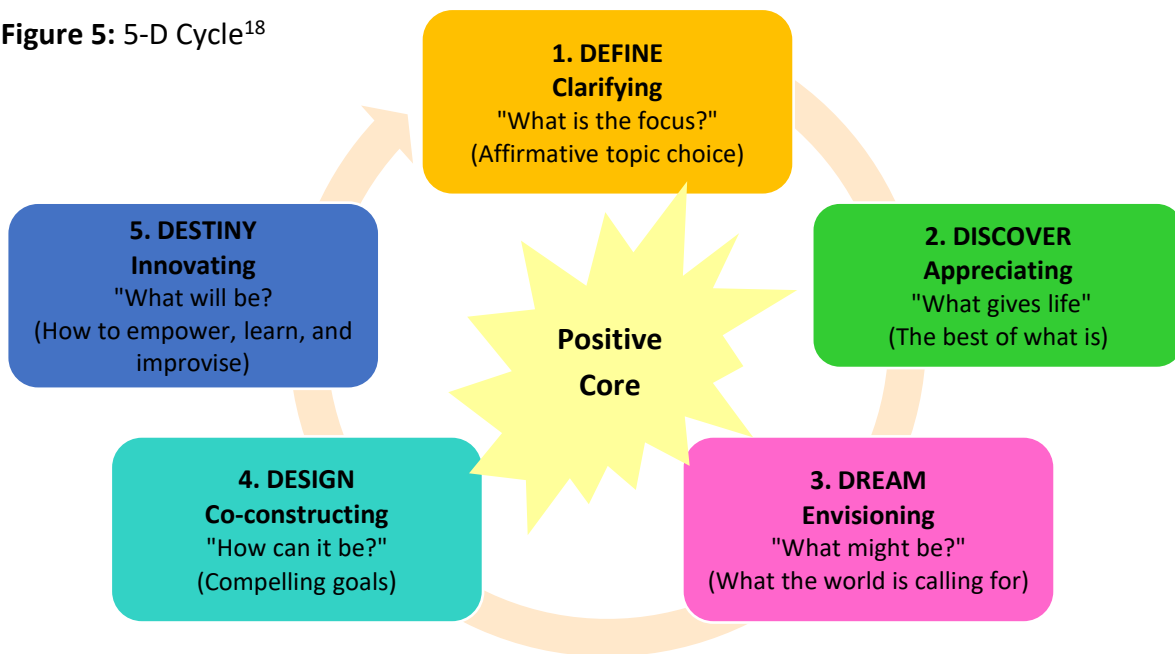 Figure 5: 5-D Cycle18
1. DEFINE
Clarifying
"What is the focus?"
(Affirmative topic choice)
2. DISCOVER
Appreciating
"What gives life"
(The best of what is)
3. DREAM
Envisioning
"What might be?"
(What the world is calling for)
4. DESIGN
Co-constructing
"How can it be?"
(Compelling goals)
5. DESTINY
Innovating
"What will be?
(How to empower, learn, and
improvise)
Positive
Core